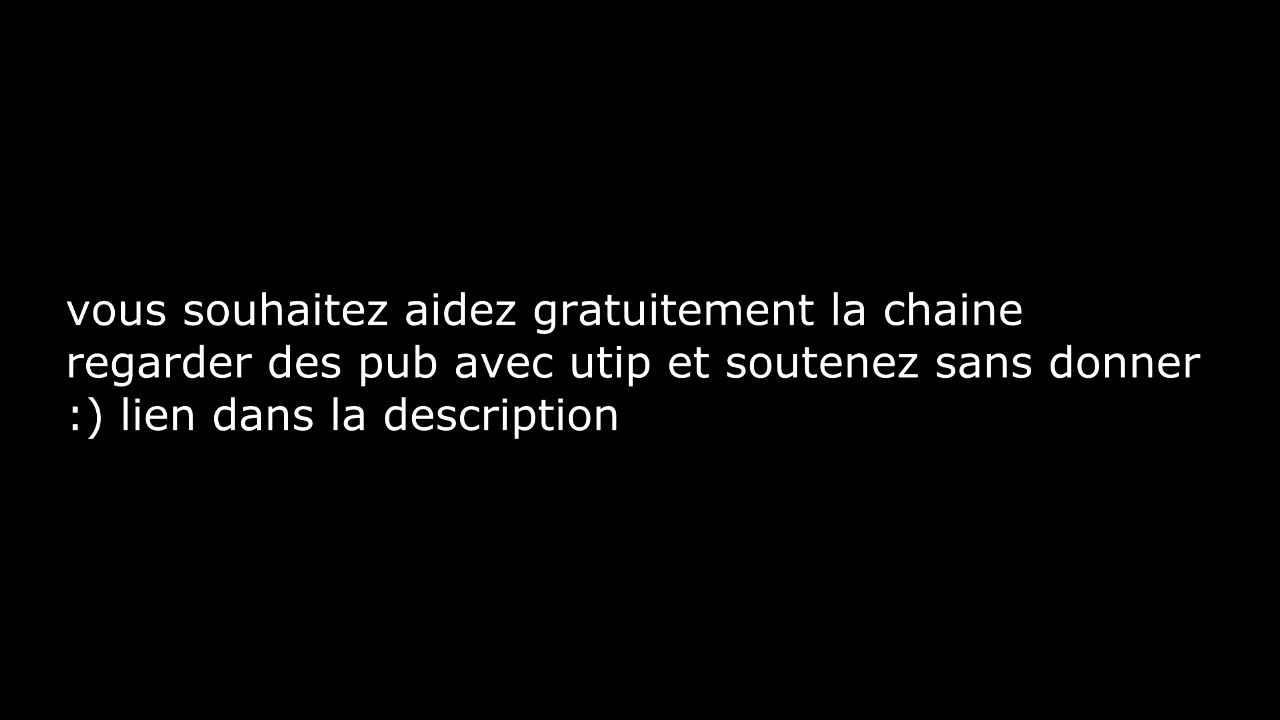 vous souhaitez aidez gratuitement la chaine
regarder des pub avec utip et soutenez sans donner
:) lien dans la description